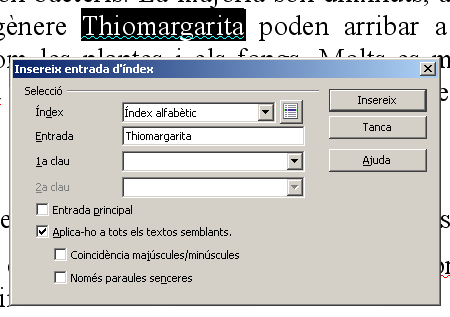 gènere Thiomargarita poden arribar a
Insereix entrada d'índex
Selecció
Índex
Índex alfabètic
Insereix
Entrada
Thiomargarita
Tanca
1a clau
Ajuda
2a clau
Entrada principal
Aplica-ho a tots els textos semblants.
Coincidència majúscules/minúscules
Només paraules senceres